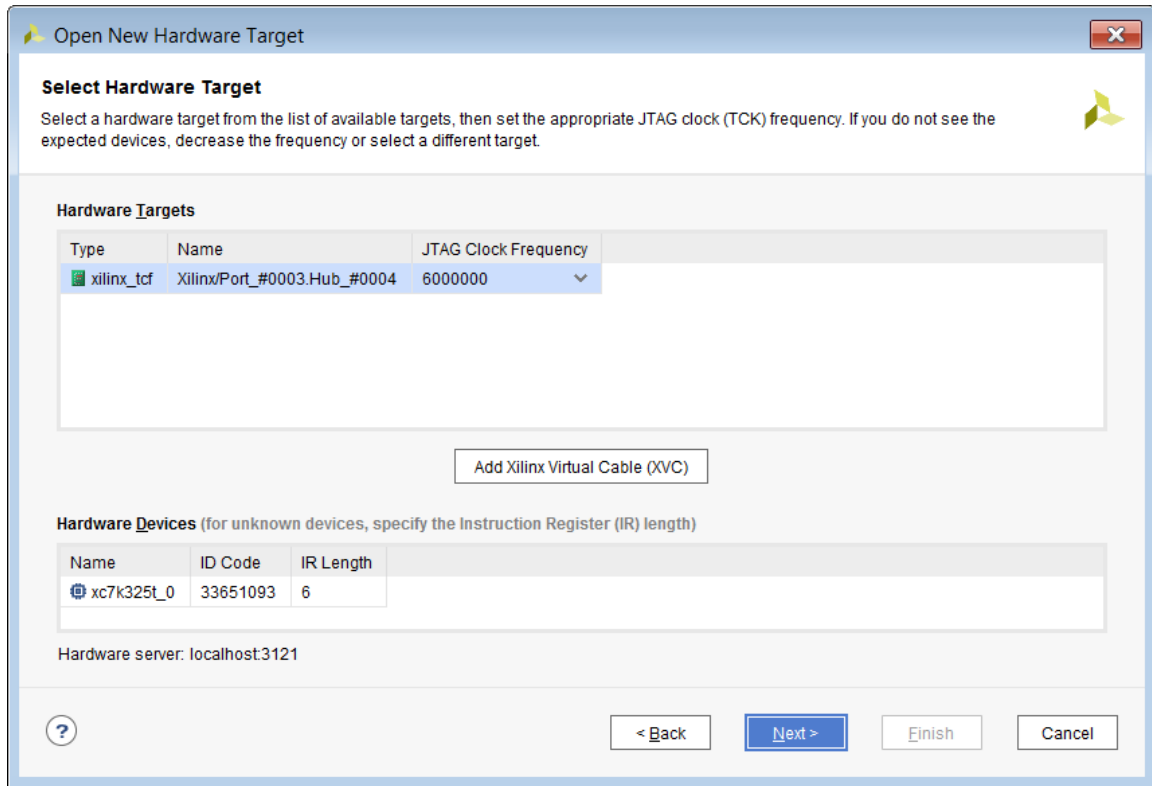 Open New Hardware Target
Select Hardware Target
Select a hardware target from the list of available targets, then set the appropriate JTAG clock (TCK) frequency. If you do not see the
expected devices, decrease the frequency or select a different target.
Hardware Targets
Type Name JTAG Clock Frequency
xilinx_tcf Xilinx/Port_#0003.Hub_#0004 6000000
Add Xilinx Virtual Cable (XVC)
Hardware Devices (for unknown devices, specify the Instruction Register (IR) length)
Name ID Code IR Length
xc7k325t_0 33651093 6
Hardware server: localhost:3121
? < Back Next > Finish Cancel